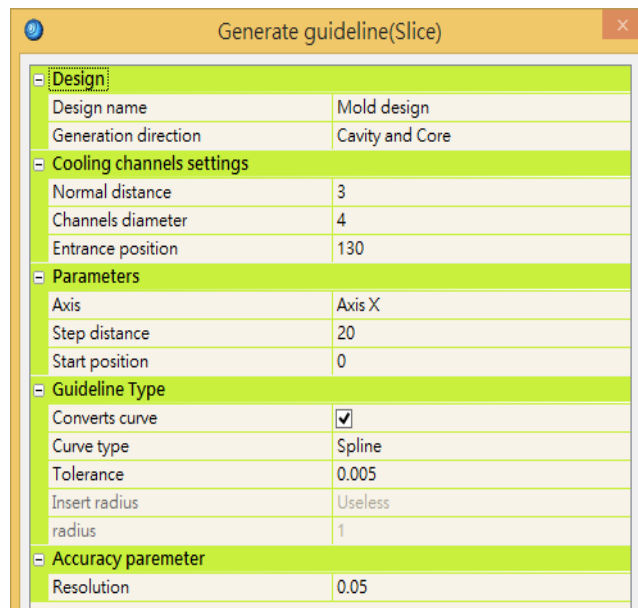 Generate guideline(Slice)
Design
Design name Mold design
Generation direction Cavity and Core
Cooling channels settings
Normal distance 3
Channels diameter 4
Entrance position 130
Parameters
Axis Axis X
Step distance 20
Start position 0
Guideline Type
Converts curve
Curve type Spline
Tolerance 0.005
Insert radius Useless
radius 1
Accuracy paremeter
Resolution 0.05